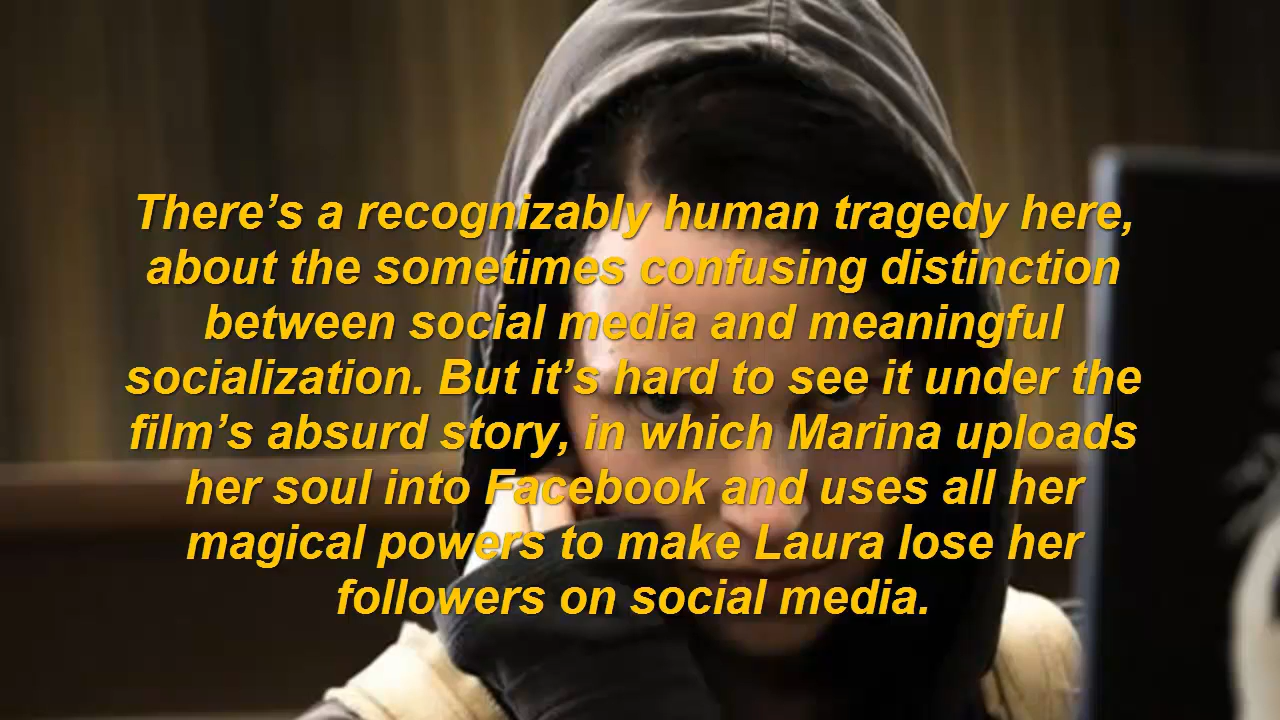 There’s a recognizably human tragedy here,
about the sometimes confusing distinction
between social media and meaningful
socialization. But it’s hard to see it under the
film’s absurd story, in which Marina uploads
her soul into Facebook and uses all her
magical powers to make Laura lose her
followers on social media.